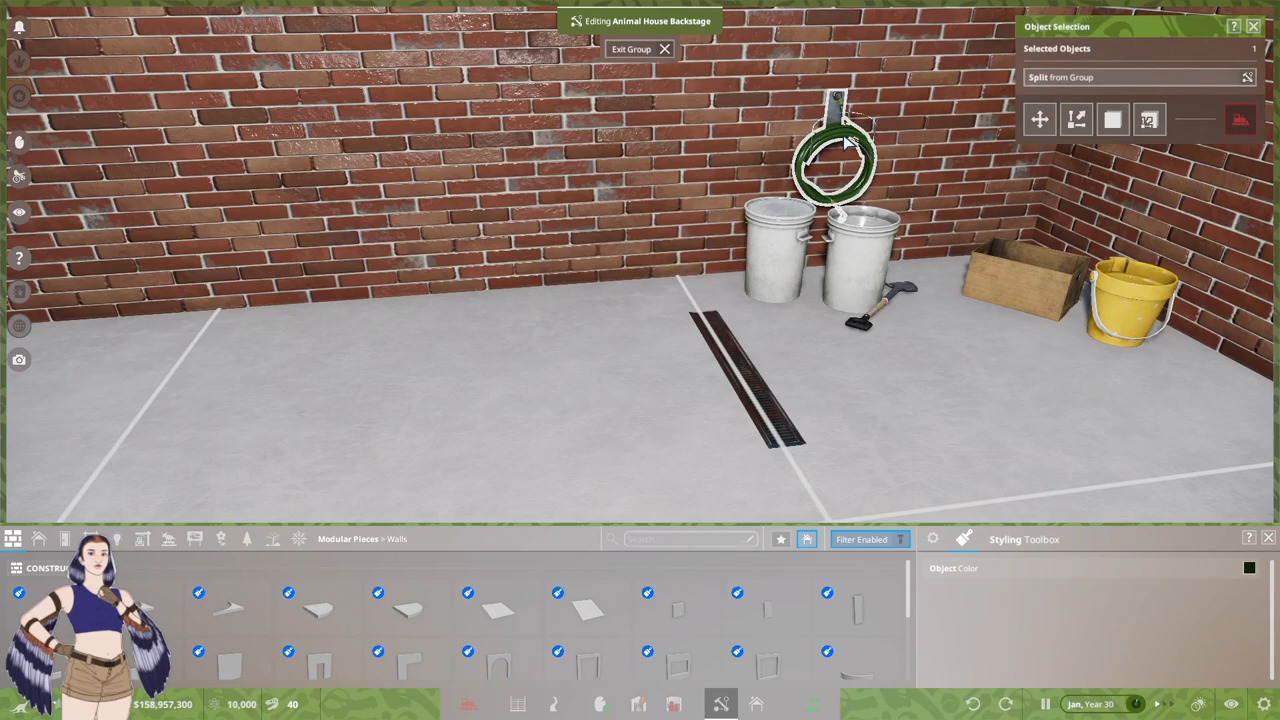 Editing Animal House Backstage
Exit Group
Object Selection
?
Selected Objects 1
Split from Group
?
Modular Pieces > Walls
Search
Filter Enabled
Styling Toolbox
?
CONSTRU
Object Color
$158,957,300
10,000
40
Jan, Year 30